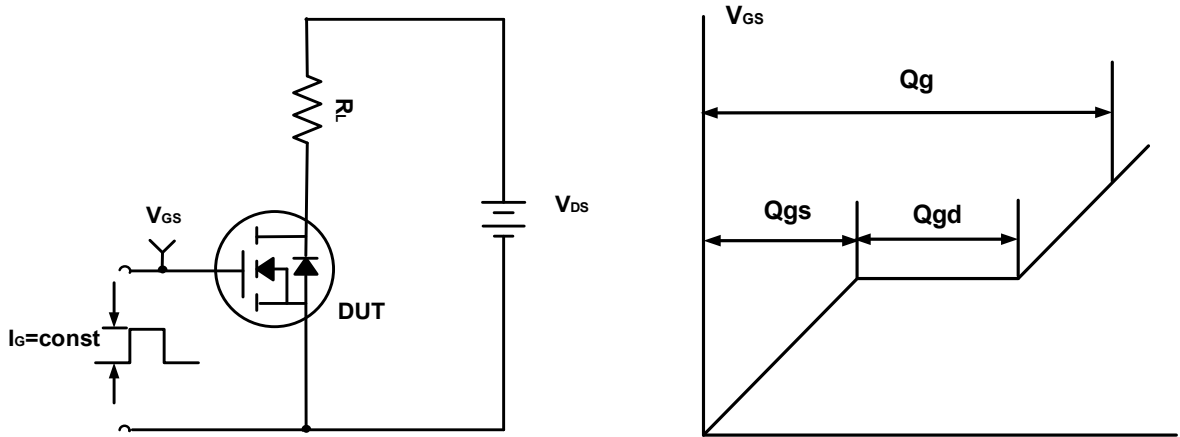 RL
VDS
VGS
DUT
IG=const
VGS
Qg
Qgs
Qgd